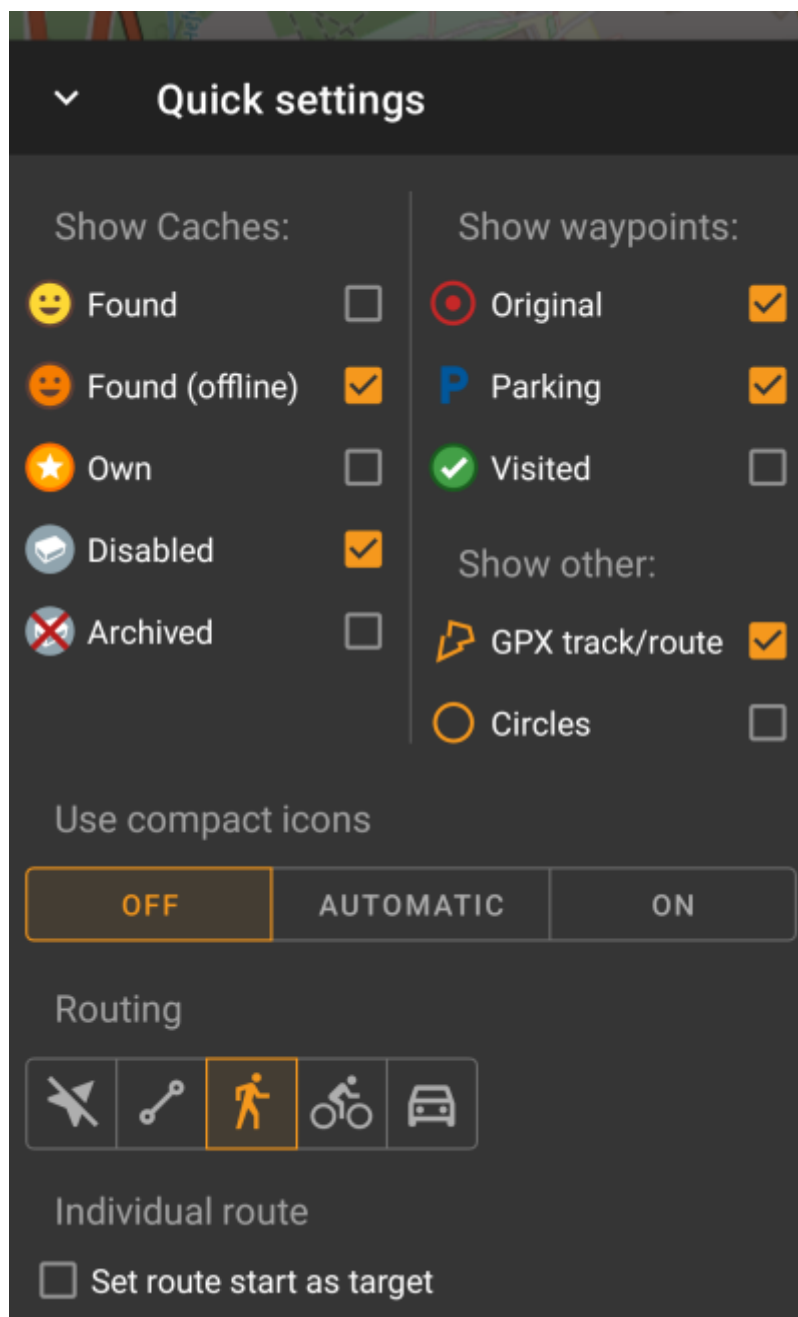 Quick settings
Show Caches:
Found
Found (offline)
Own
Disabled
Archived
Show waypoints:
Original
P Parking
Visited
Show other:
GPX track/route
Circles
Use compact icons
OFF AUTOMATIC ON
Routing
Individual route
Set route start as target